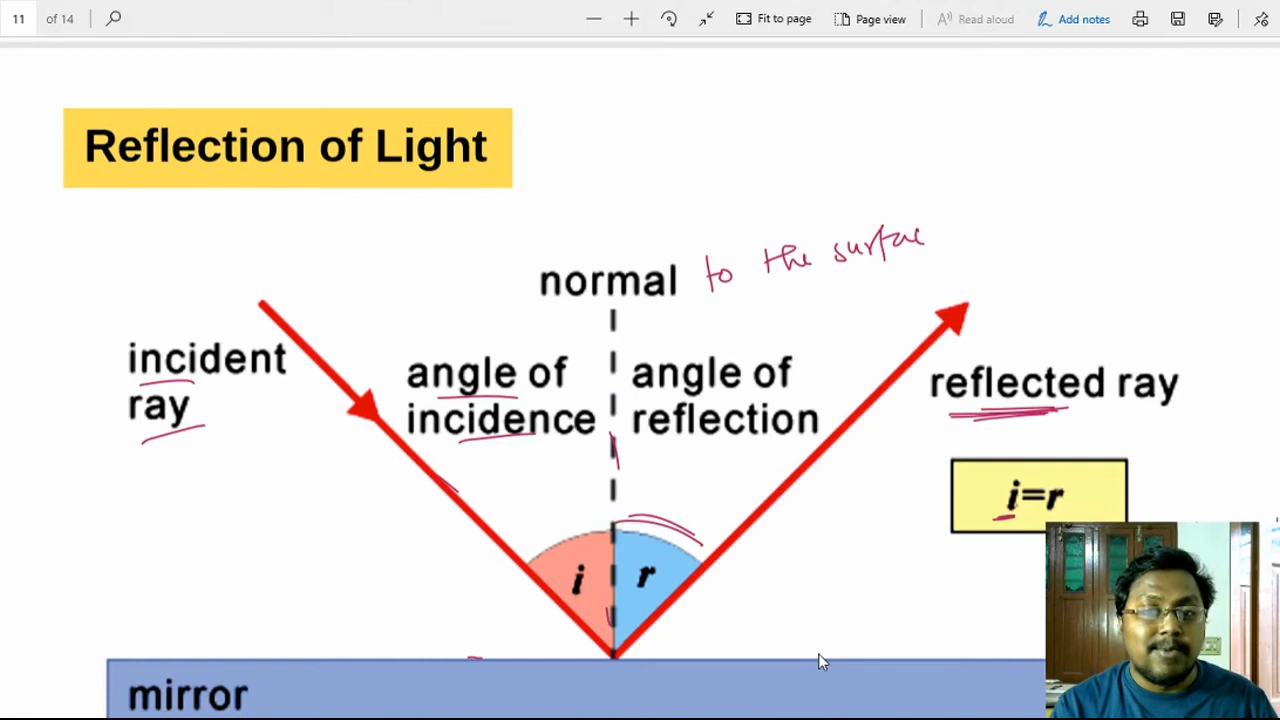 11 of 14 Fit to page Page view Read aloud Add notes
Reflection of Light
normal to the surface
incident
ray
angle of
incidence
angle of
reflection
reflected ray
i=r
i
r
mirror